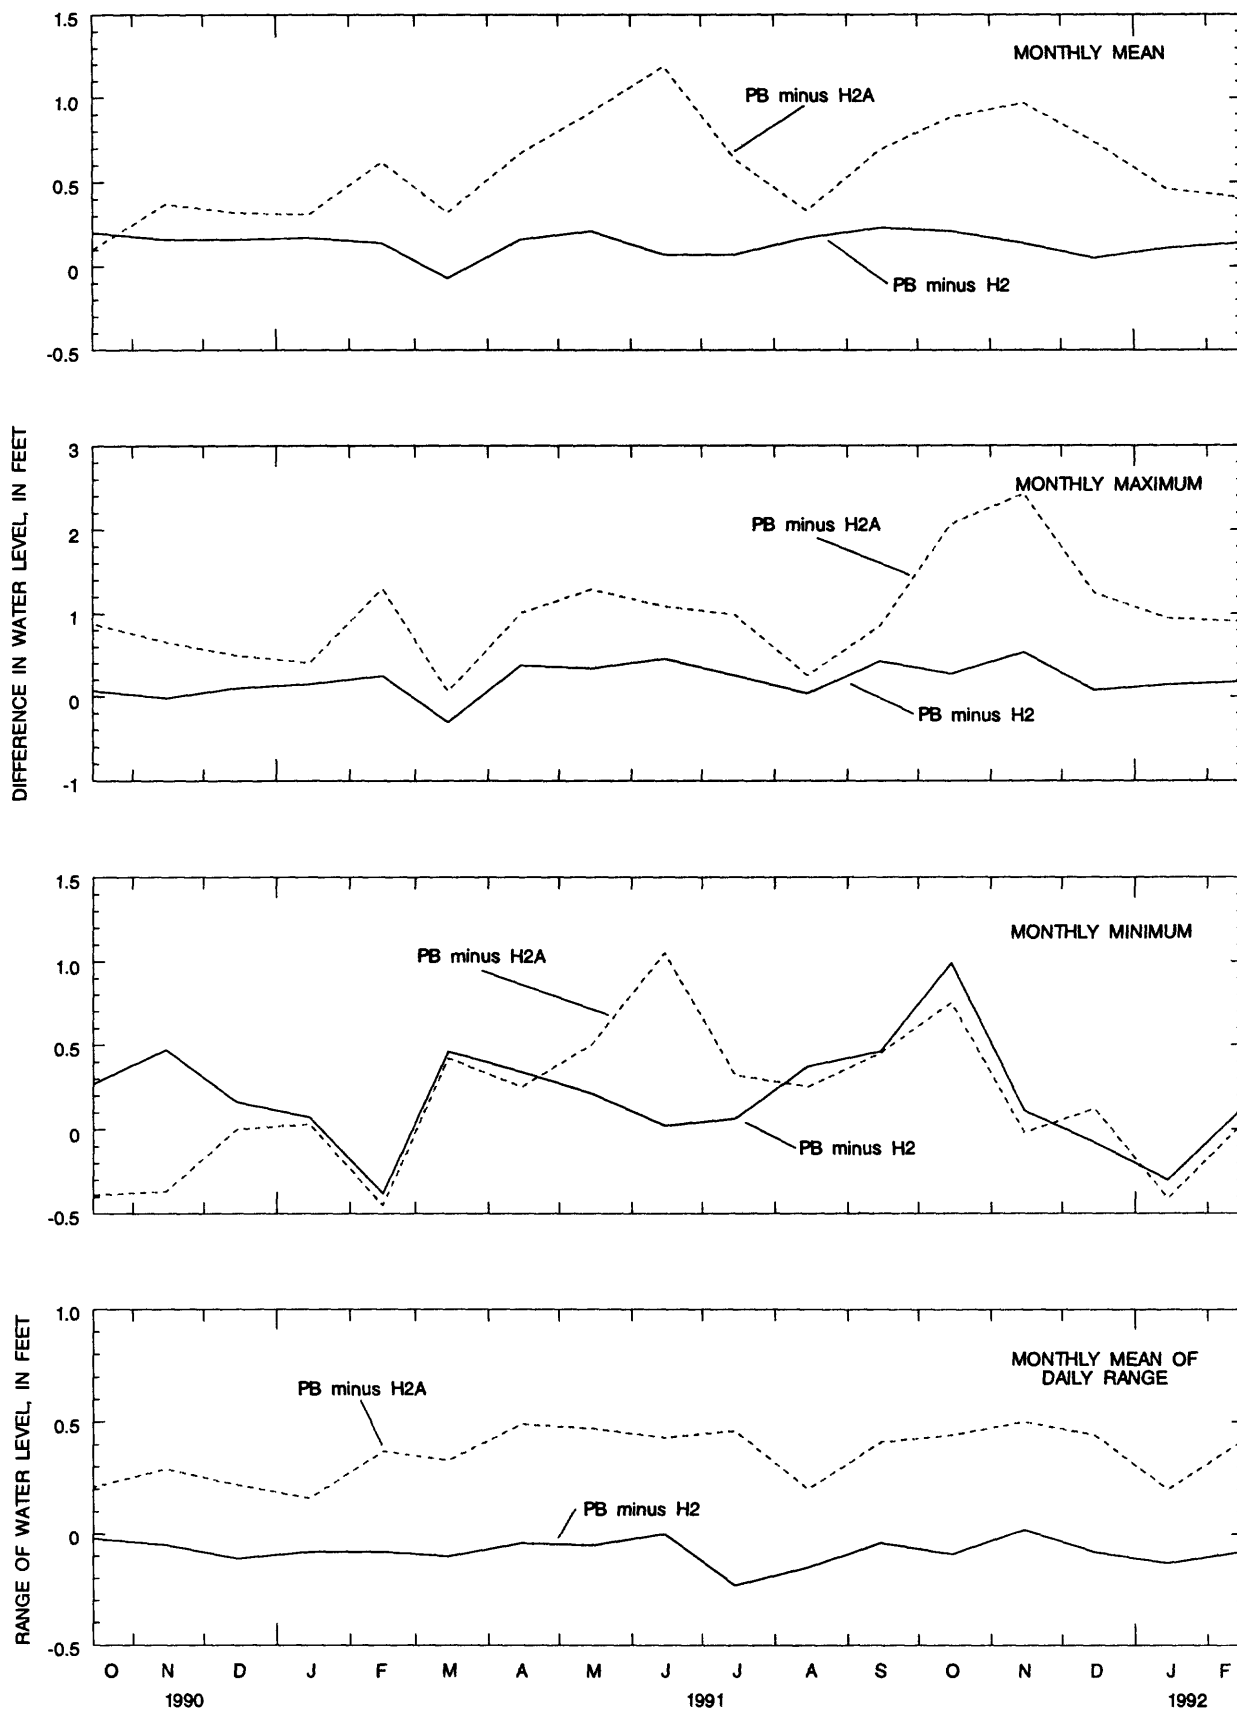 1.5
1.0
0.5
0
-0.5
MONTHLY MEAN
PB minus H2A
PB minus H2
DIFFERENCE IN WATER LEVEL, IN FEET
3
2
1
0
-1
MONTHLY MAXIMUM
PB minus H2A
PB minus H2
1.5
1.0
0.5
0
-0.5
MONTHLY MINIMUM
PB minus H2A
PB minus H2
RANGE OF WATER LEVEL, IN FEET
1.0
0.5
0
-0.5
MONTHLY MEAN OF
DAILY RANGE
PB minus H2A
PB minus H2
O N D J F M A M J J A S O N D J F
1990 1991 1992